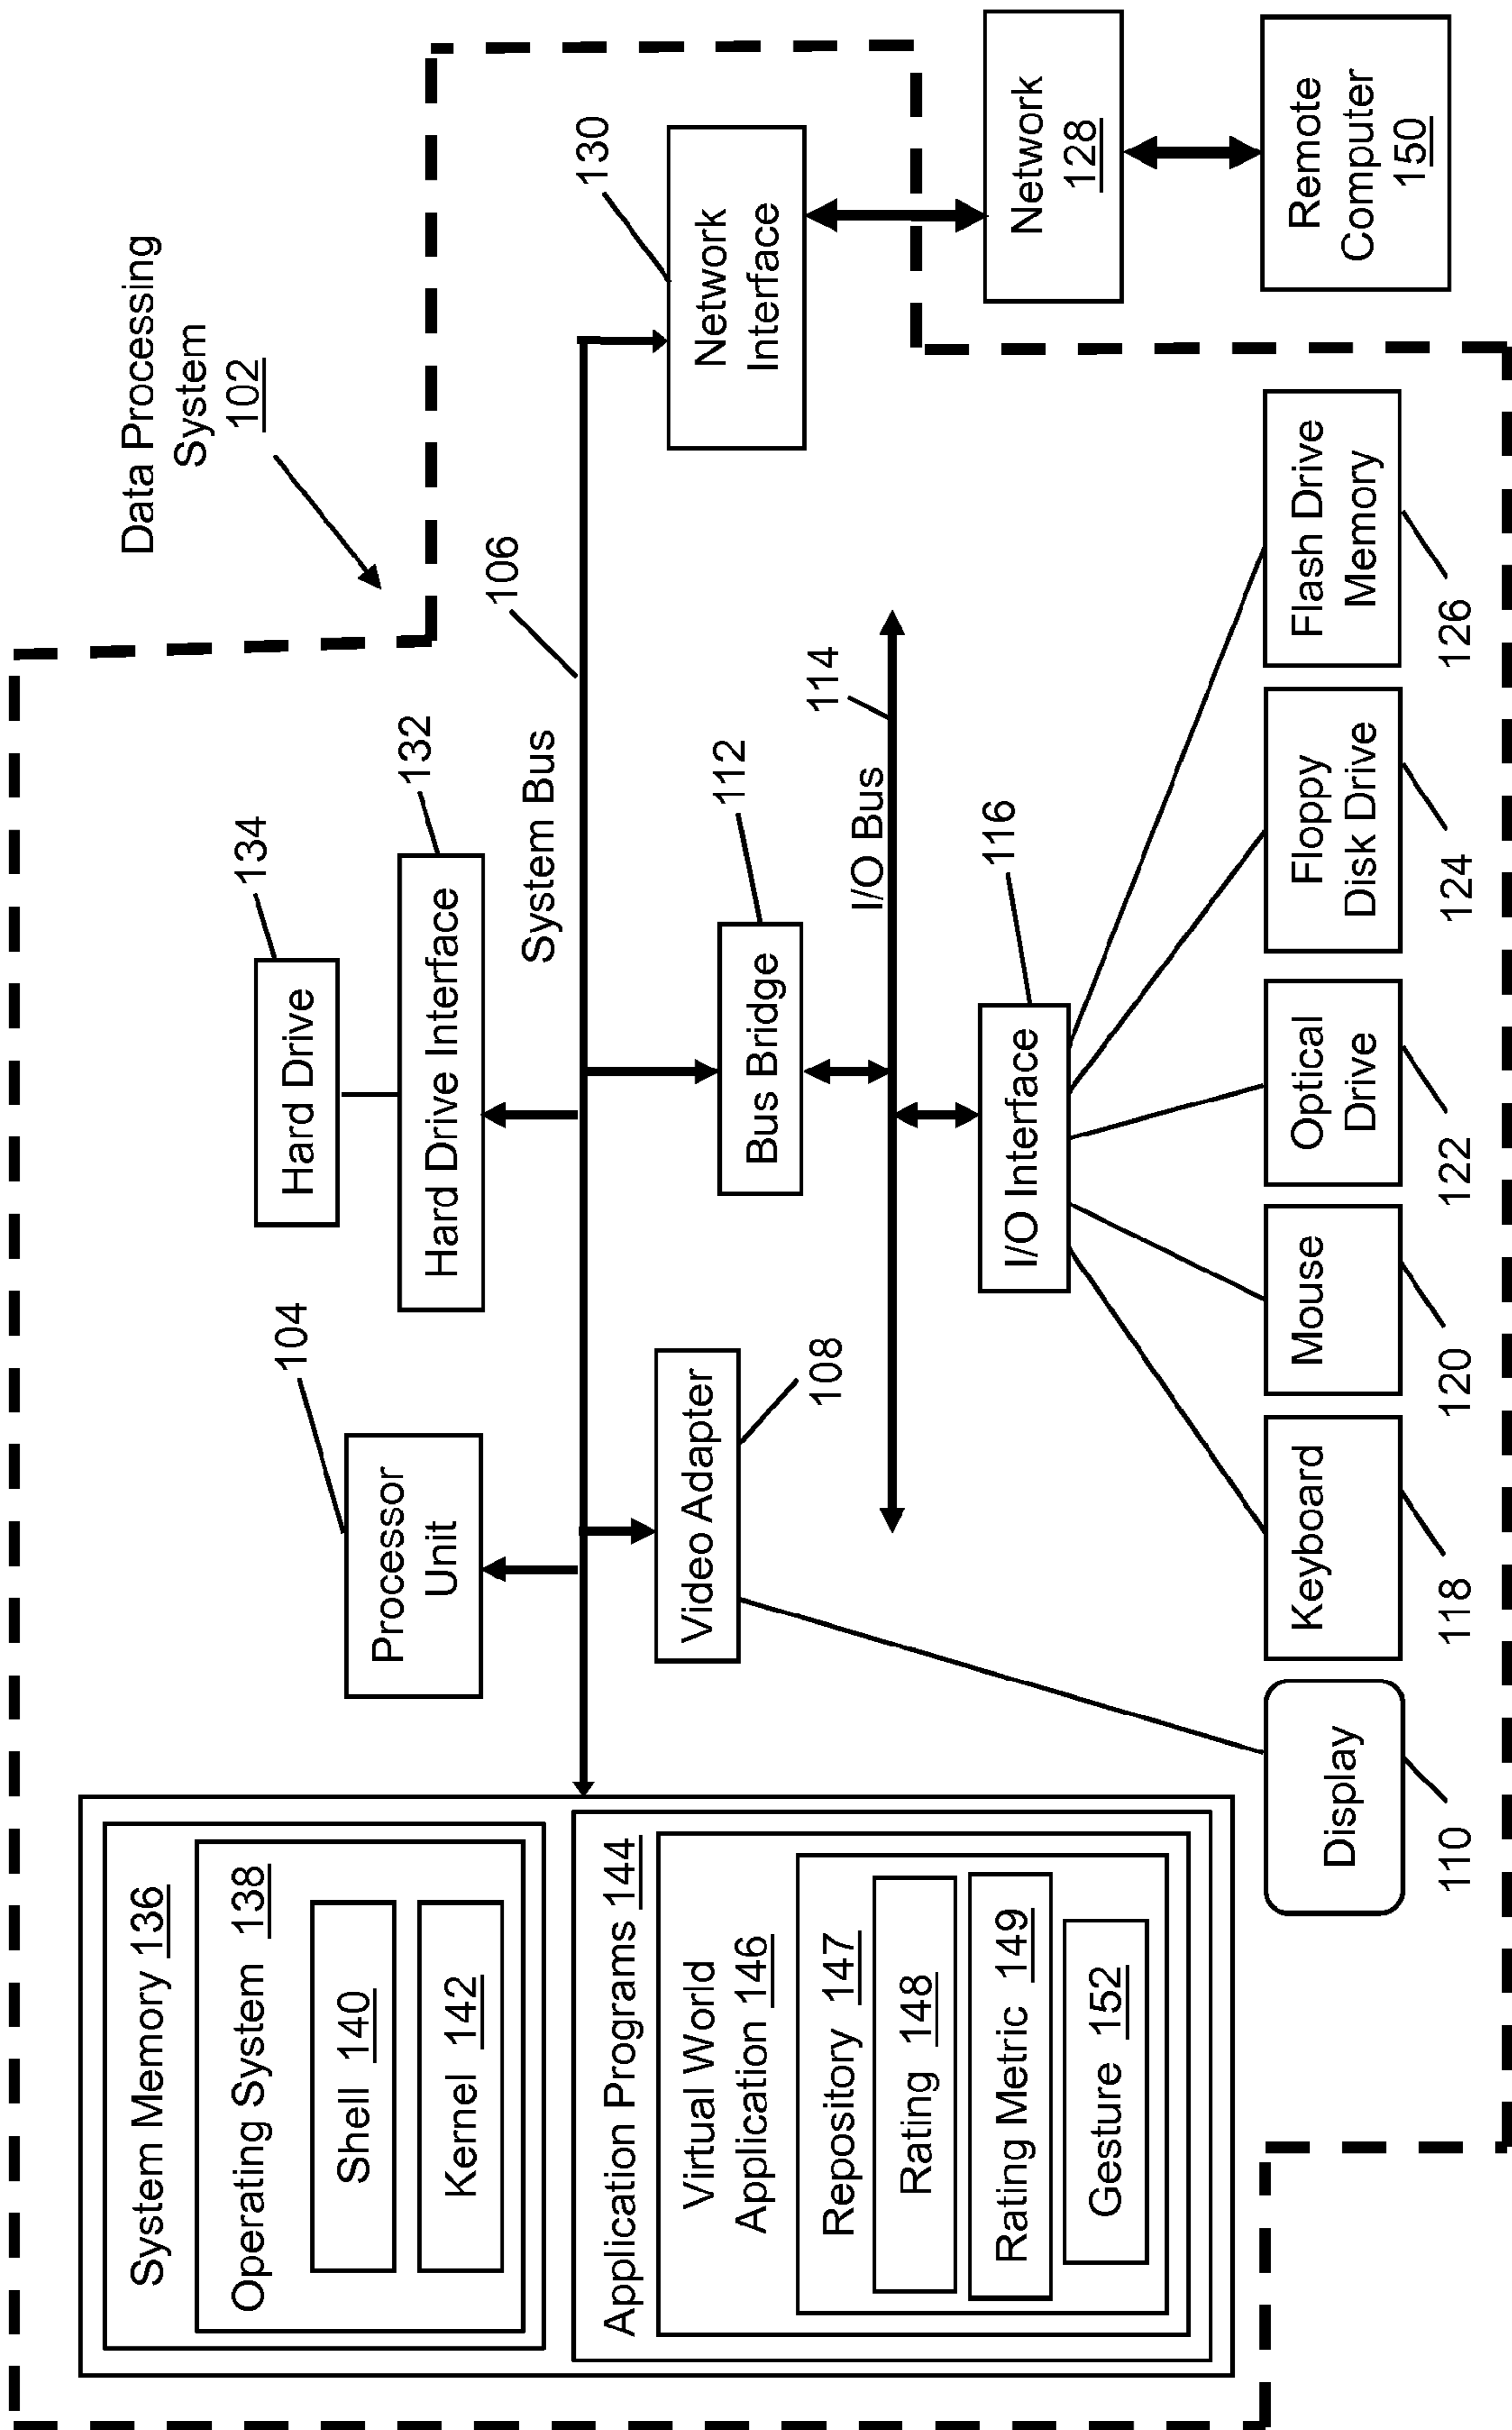 Data Processing
System
102
System Memory 136
Operating System 138
Shell 140
Kernel 142
Application Programs 144
Virtual World
Application 146
Repository 147
Rating 148
Rating Metric 149
Gesture 152
104
Processor
Unit
134
Hard Drive
132
Hard Drive Interface
System Bus
106
Video Adapter
108
112
Bus Bridge
130
Network
Interface
I/O Bus
114
116
I/O Interface
Network
128
Display
110
Keyboard
118
Mouse
120
Optical
Drive
122
Floppy
Disk Drive
124
Flash Drive
Memory
126
Remote
Computer
150